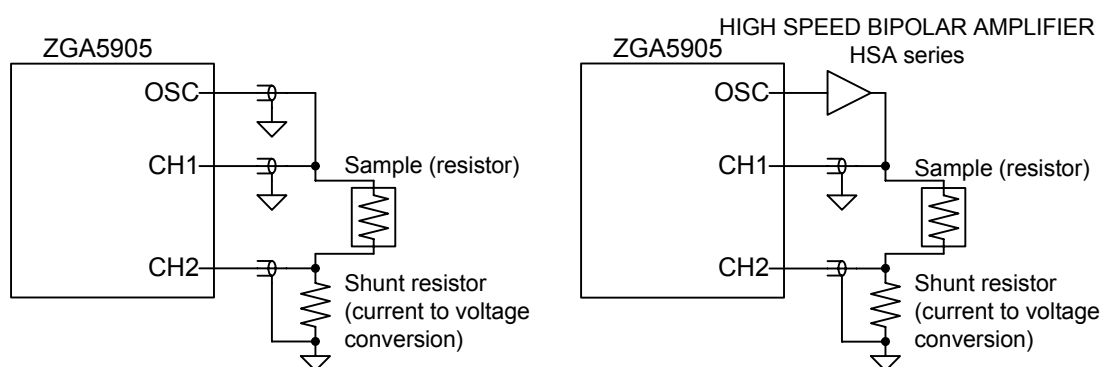 ZGA5905
OSC
CH1
Sample (resistor)
CH2
Shunt resistor
(current to voltage
conversion)
HIGH SPEED BIPOLAR AMPLIFIER
HSA series
ZGA5905
OSC
CH1
Sample (resistor)
CH2
Shunt resistor
(current to voltage
conversion)